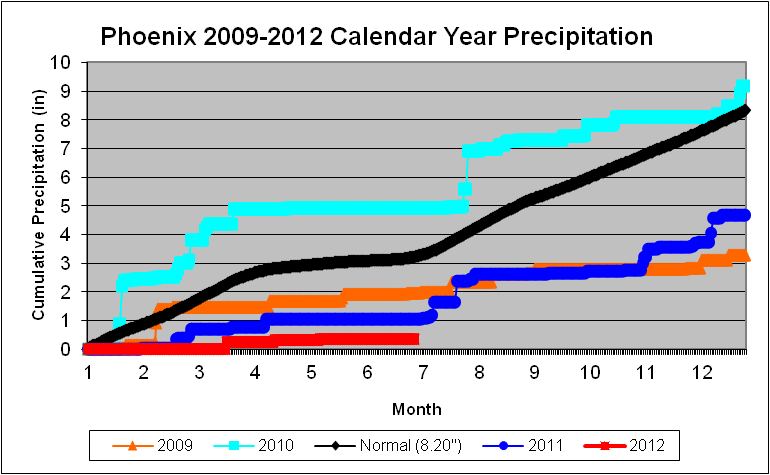 Phoenix 2009-2012 Calendar Year Precipitation
Cumulative Precipitation (in)
10
9
8
7
6
5
4
3
2
1
0
1 2 3 4 5 6 7 8 9 10 11 12
Month
2009 2010 Normal (8.20") 2011 2012